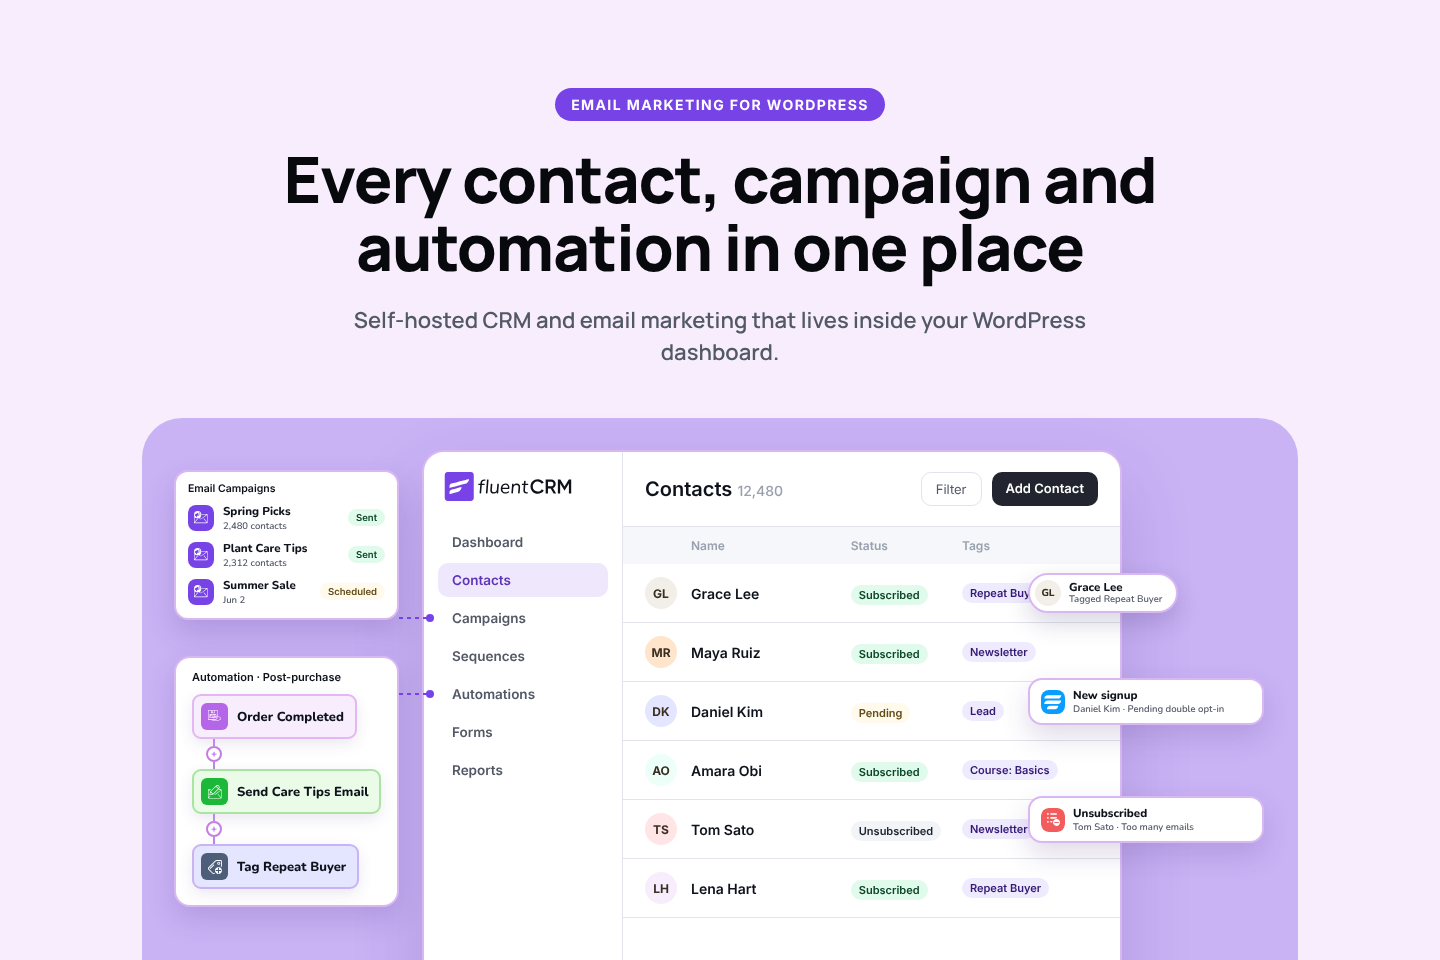 EMAIL MARKETING FOR WORDPRESS
Every contact, campaign and
automation in one place
Self-hosted CRM and email marketing that lives inside your WordPress
dashboard.
Email Campaigns
Spring Picks
2,480 contacts
Sent
Plant Care Tips
2,312 contacts
Sent
Summer Sale
Jun 2
Scheduled
Automation · Post-purchase
Order Completed
Send Care Tips Email
Tag Repeat Buyer
fluentCRM
Dashboard
Contacts
Campaigns
Sequences
Automations
Forms
Reports
Contacts 12,480
Filter
Add Contact
Name Status Tags
GL Grace Lee Subscribed Repeat Buy
MR Maya Ruiz Subscribed Newsletter
DK Daniel Kim Pending Lead
AO Amara Obi Subscribed Course: Basics
TS Tom Sato Unsubscribed Newsletter
LH Lena Hart Subscribed Repeat Buyer
GL
Grace Lee
Tagged Repeat Buyer
New signup
Daniel Kim · Pending double opt-in
Unsubscribed
Tom Sato · Too many emails